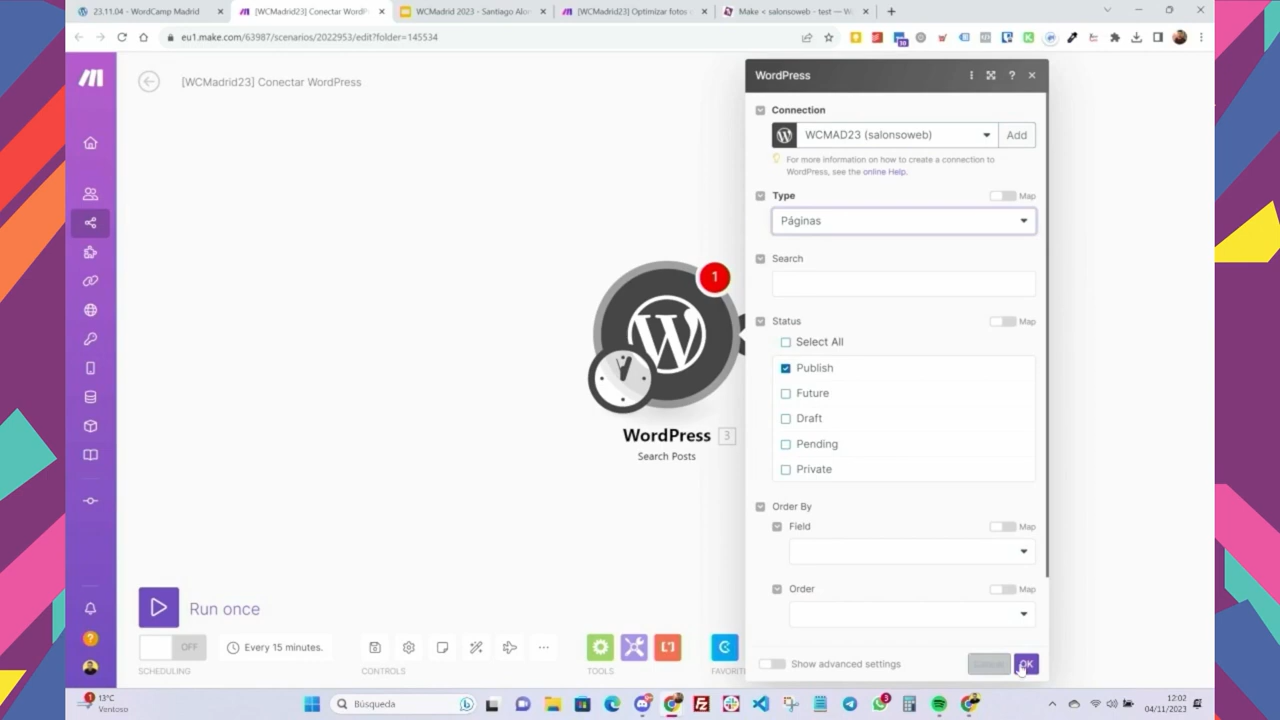 23.11.04 - WordCamp Madrid
[WCMadrid23] Conectar WordP
WCMadrid 2023 - Santiago Alon
[WCMadrid23] Optimizar fotos
Make < salonsoweb - test — W
eu1.make.com/63987/scenarios/2022953/edit?folder=145534
[WCMadrid23] Conectar WordPress
WordPress
?
Connection
WCMAD23 (salonsoweb)
Add
For more information on how to create a connection to
WordPress, see the online Help.
Type
Map
Páginas
Search
Status
Map
Select All
Publish
Future
Draft
Pending
Private
Order By
Field
Map
Order
Map
Show advanced settings
OK
1
WordPress 3
Search Posts
Run once
OFF
Every 15 minutes.
SCHEDULING
CONTROLS
TOOLS
FAVORIT
?
1
13°C
Ventoso
Búsqueda
3
12:02
04/11/2023